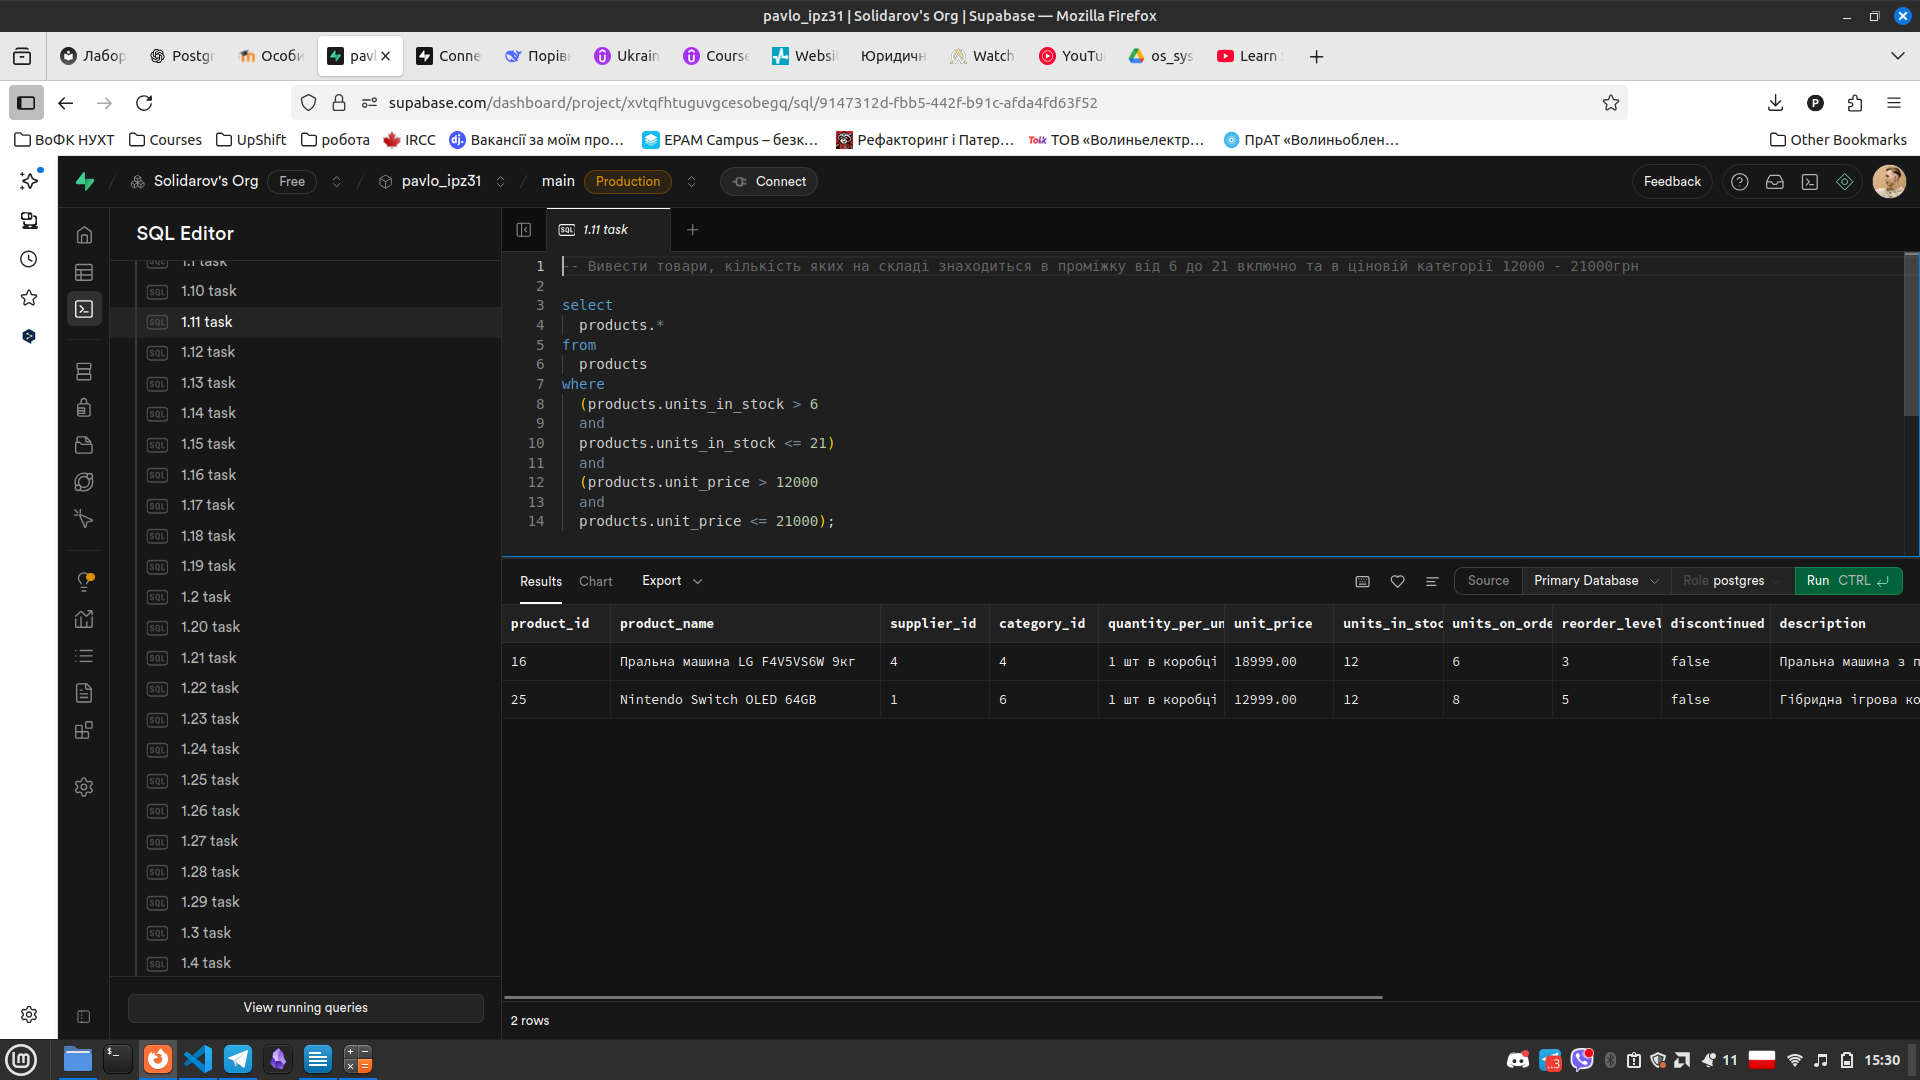 pavlo_ipz31 | Solidarov's Org | Supabase — Mozilla Firefox
Лабор
Postgr
Особи
pavl
Conne
Порівн
Ukrain
Course
Websi
Юридичн
Watch
YouTu
os_sys
Learn
supabase.com/dashboard/project/xvtqfhtuguvgcesobegq/sql/9147312d-fbb5-442f-b91c-afda4fd63f52
ВоФК НУХТ
Courses
UpShift
робота
IRCC
Вакансії за моїм про…
EPAM Campus – безк…
Рефакторинг і Патер…
ТОВ «Волиньелектр…
ПрАТ «Волиньоблен…
Other Bookmarks
Solidarov's Org Free / pavlo_ipz31 / main Production Connect
Feedback
SQL Editor
1.11 task
1.1 task
1.10 task
1.11 task
1.12 task
1.13 task
1.14 task
1.15 task
1.16 task
1.17 task
1.18 task
1.19 task
1.2 task
1.20 task
1.21 task
1.22 task
1.23 task
1.24 task
1.25 task
1.26 task
1.27 task
1.28 task
1.29 task
1.3 task
1.4 task
View running queries
1 -- Вивести товари, кількість яких на складі знаходиться в проміжку від 6 до 21 включно та в ціновій категорії 12000 - 21000грн
2
3 select
4 products.*
5 from
6 products
7 where
8 (products.units_in_stock > 6
9 and
10 products.units_in_stock <= 21)
11 and
12 (products.unit_price > 12000
13 and
14 products.unit_price <= 21000);
Results Chart Export
Source Primary Database Role postgres Run CTRL
product_id product_name supplier_id category_id quantity_per_un unit_price units_in_stoc units_on_orde reorder_level discontinued description
16 Пральна машина LG F4V5VS6W 9кг 4 4 1 шт в коробці 18999.00 12 6 3 false Пральна машина з п
25 Nintendo Switch OLED 64GB 1 6 1 шт в коробці 12999.00 12 8 5 false Гібридна ігрова ко
2 rows
11
15:30